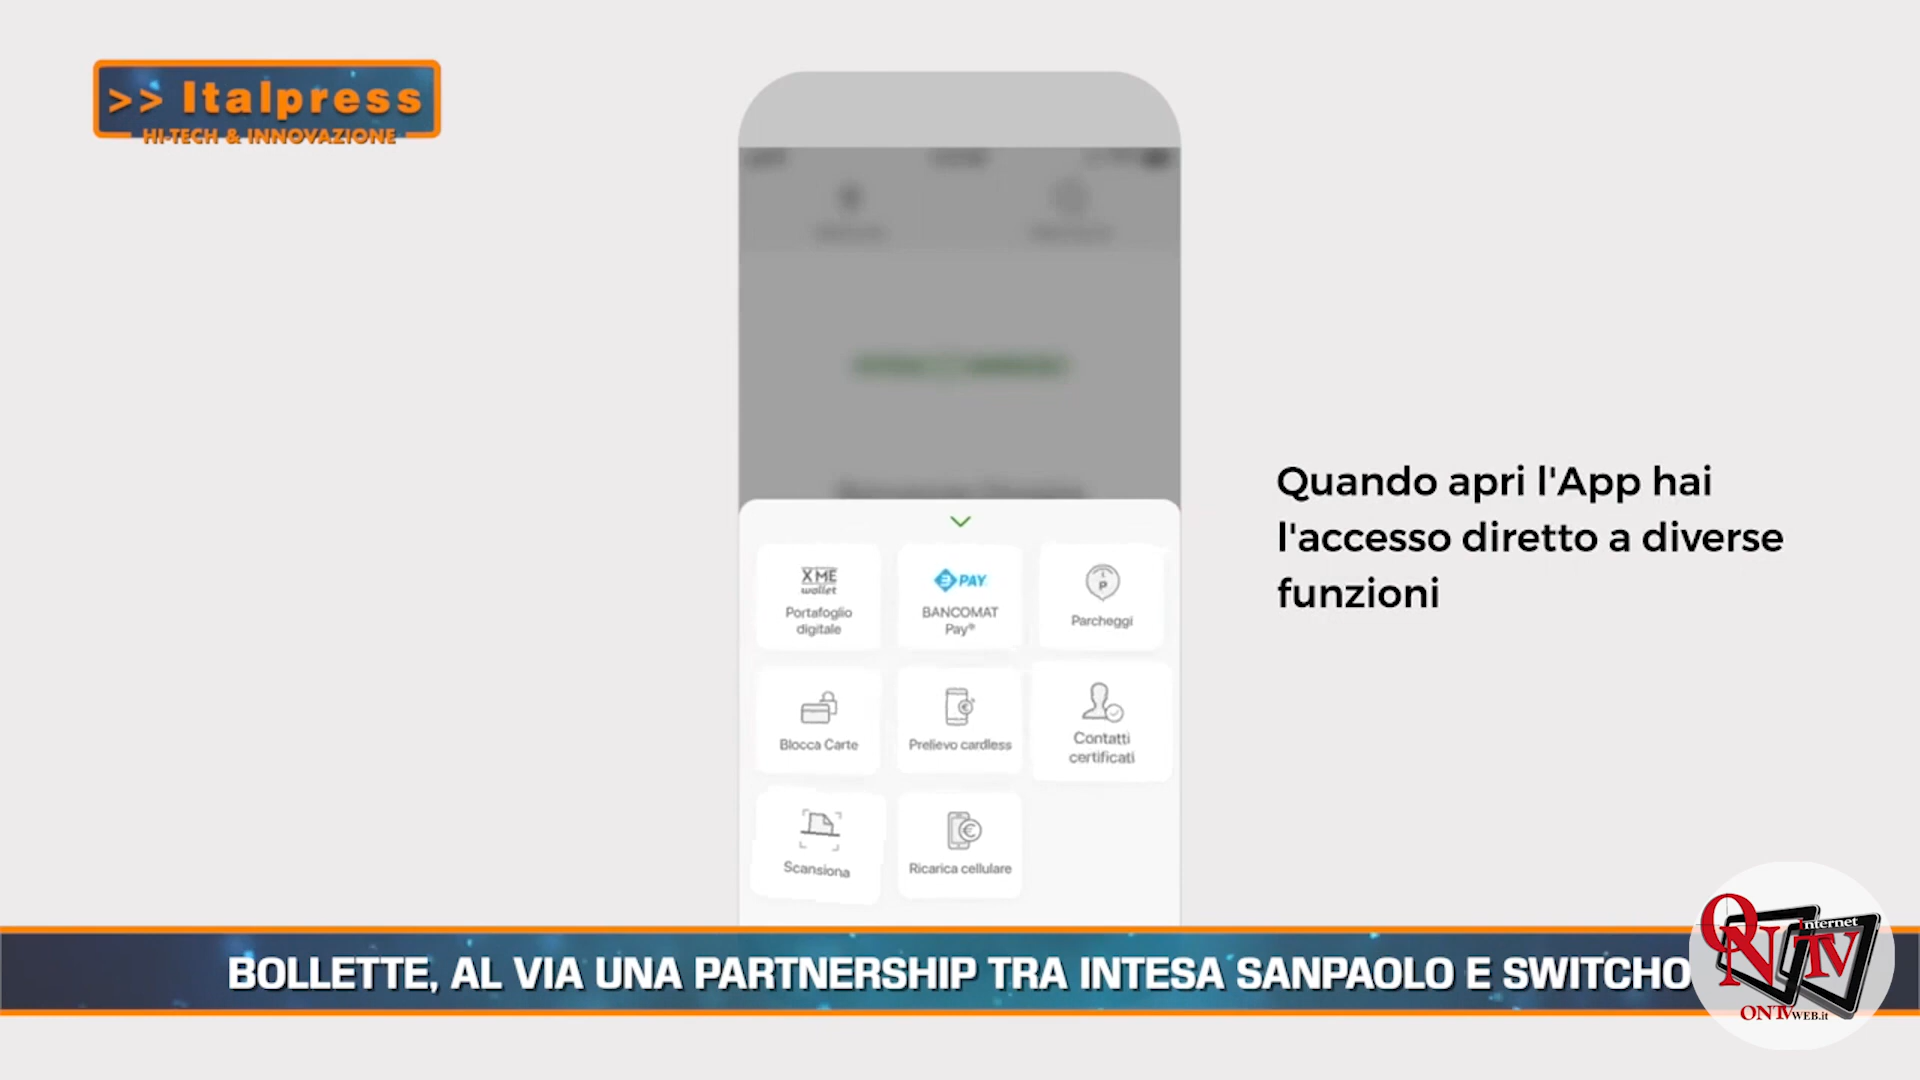 >> Italpress
HI-TECH & INNOVAZIONE
Quando apri l'App hai
l'accesso diretto a diverse
funzioni
XME
wallet
Portafoglio
digitale
PAY
BANCOMAT
Pay®
P
Parcheggi
Blocca Carte
€
Prelievo cardless
Contatti
certificati
Scansiona
€
Ricarica cellulare
BOLLETTE, AL VIA UNA PARTNERSHIP TRA INTESA SANPAOLO E SWITCHO
ON Internet TV
ONTVWEB.it